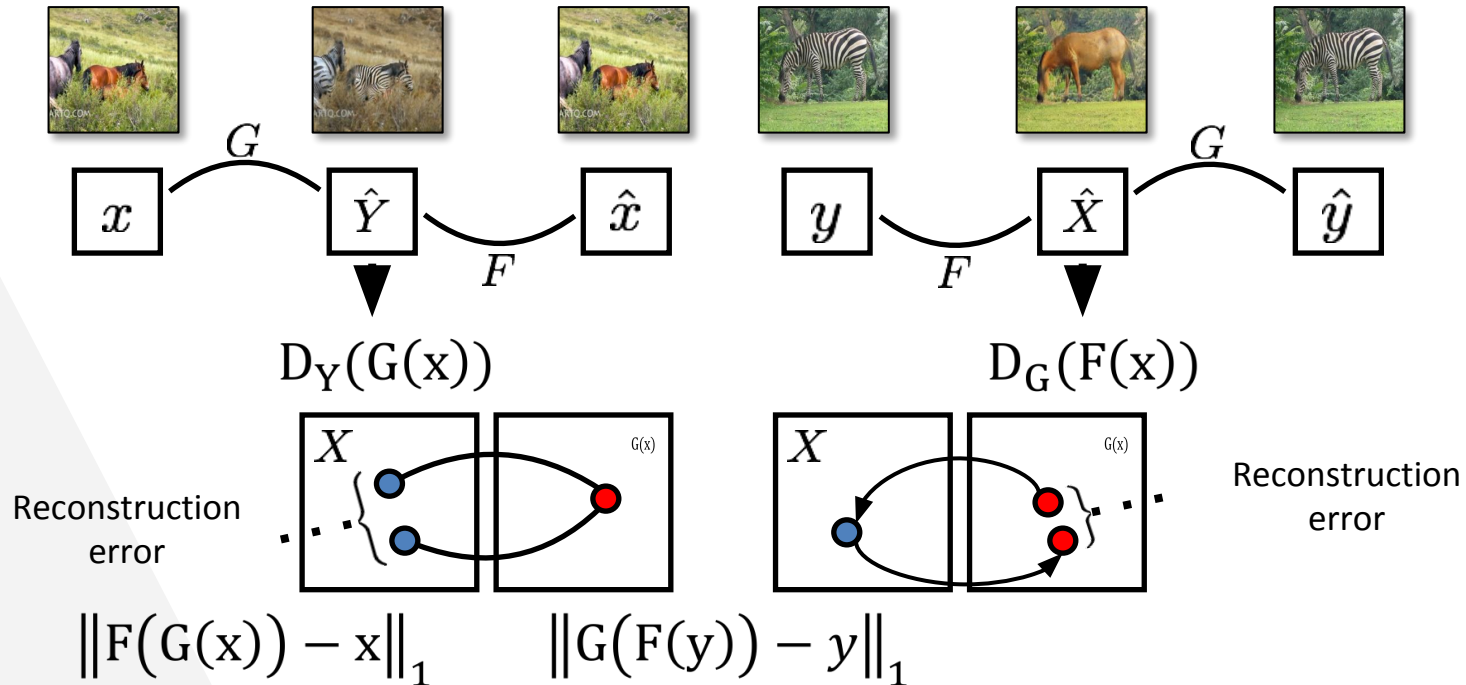 G
G
x
Ŷ
x̂
y
X̂
ŷ
F
F
D_Y(G(x))
D_G(F(x))
X
G(x)
X
G(x)
Reconstruction
error
Reconstruction
error
‖F(G(x)) − x‖₁
‖G(F(y)) − y‖₁